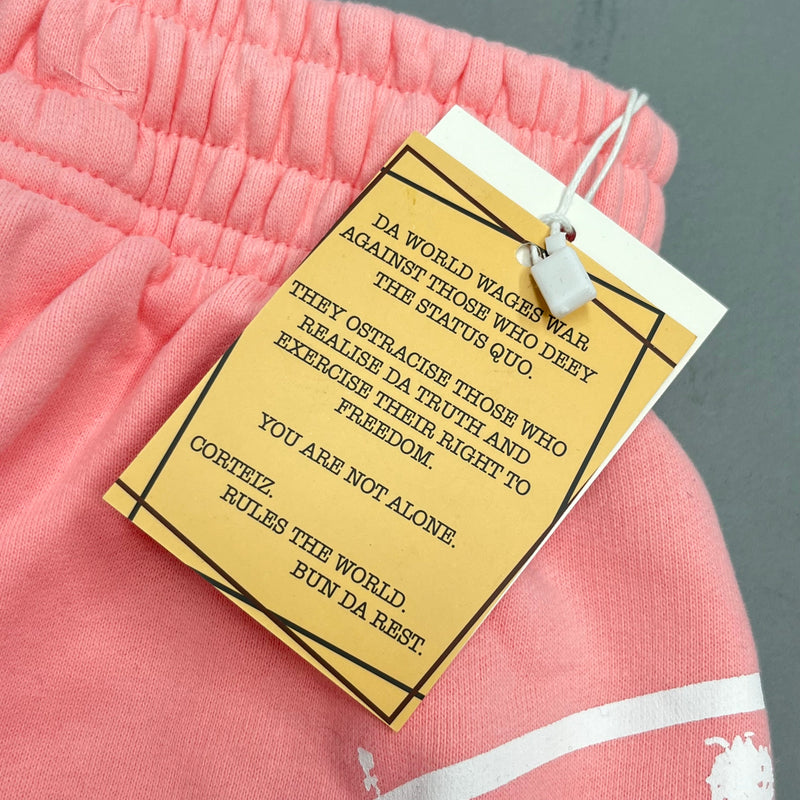 DA WORLD WAGES WAR
AGAINST THOSE WHO DEEY
THE STATUS QUO.
THEY OSTRACISE THOSE WHO
REALISE DA TRUTH AND
EXERCISE THEIR RIGHT TO
FREEDOM.
YOU ARE NOT ALONE.
CORTEIZ.
RULES THE WORLD.
BUN DA REST.